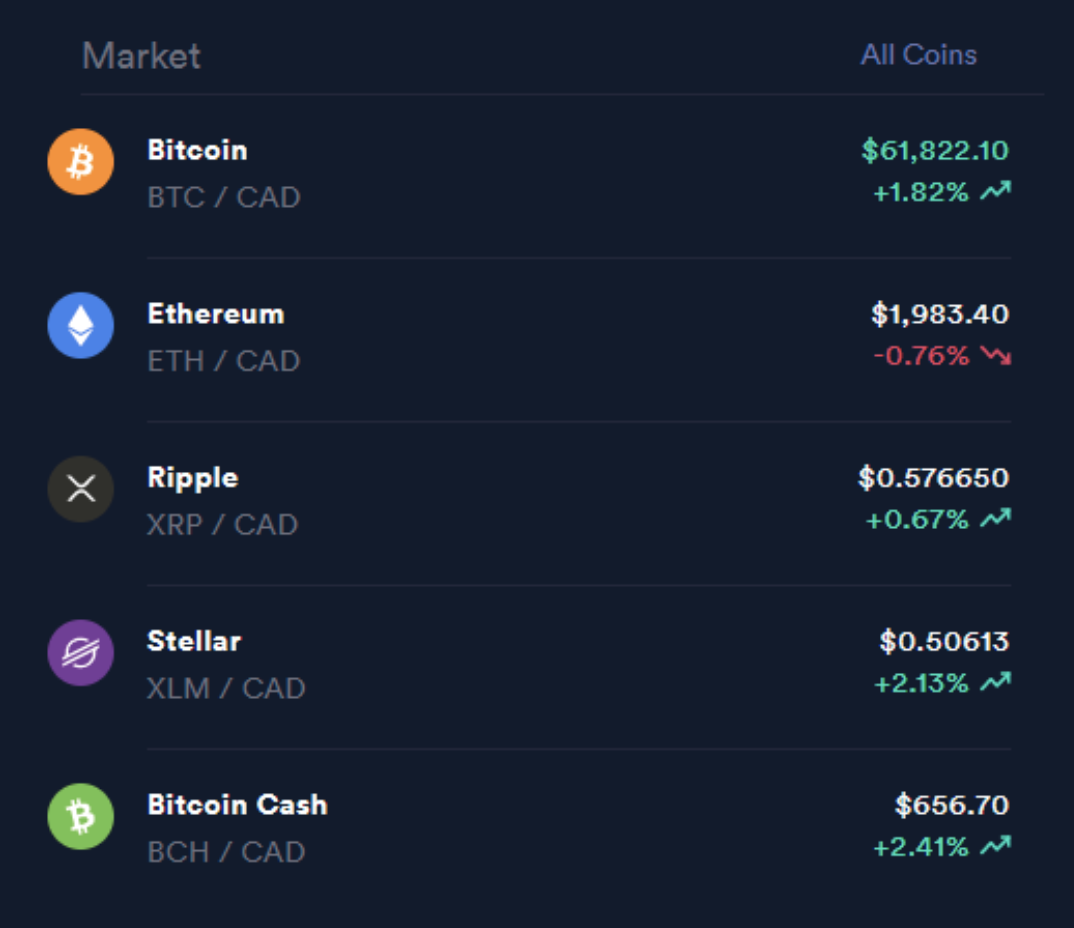 Market All Coins
Bitcoin $61,822.10
BTC / CAD +1.82%
Ethereum $1,983.40
ETH / CAD -0.76%
Ripple $0.576650
XRP / CAD +0.67%
Stellar $0.50613
XLM / CAD +2.13%
Bitcoin Cash $656.70
BCH / CAD +2.41%